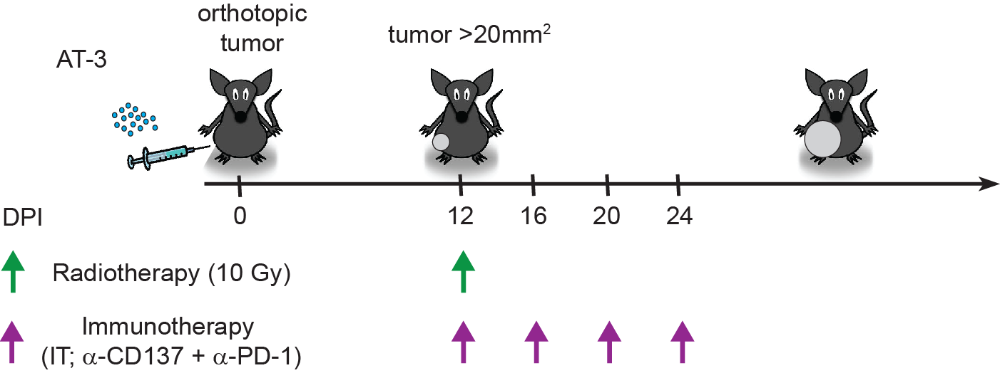 orthotopic
tumor
tumor >20mm²
AT-3
0
12
16
20
24
DPI
Radiotherapy (10 Gy)
Immunotherapy
(IT; α-CD137 + α-PD-1)